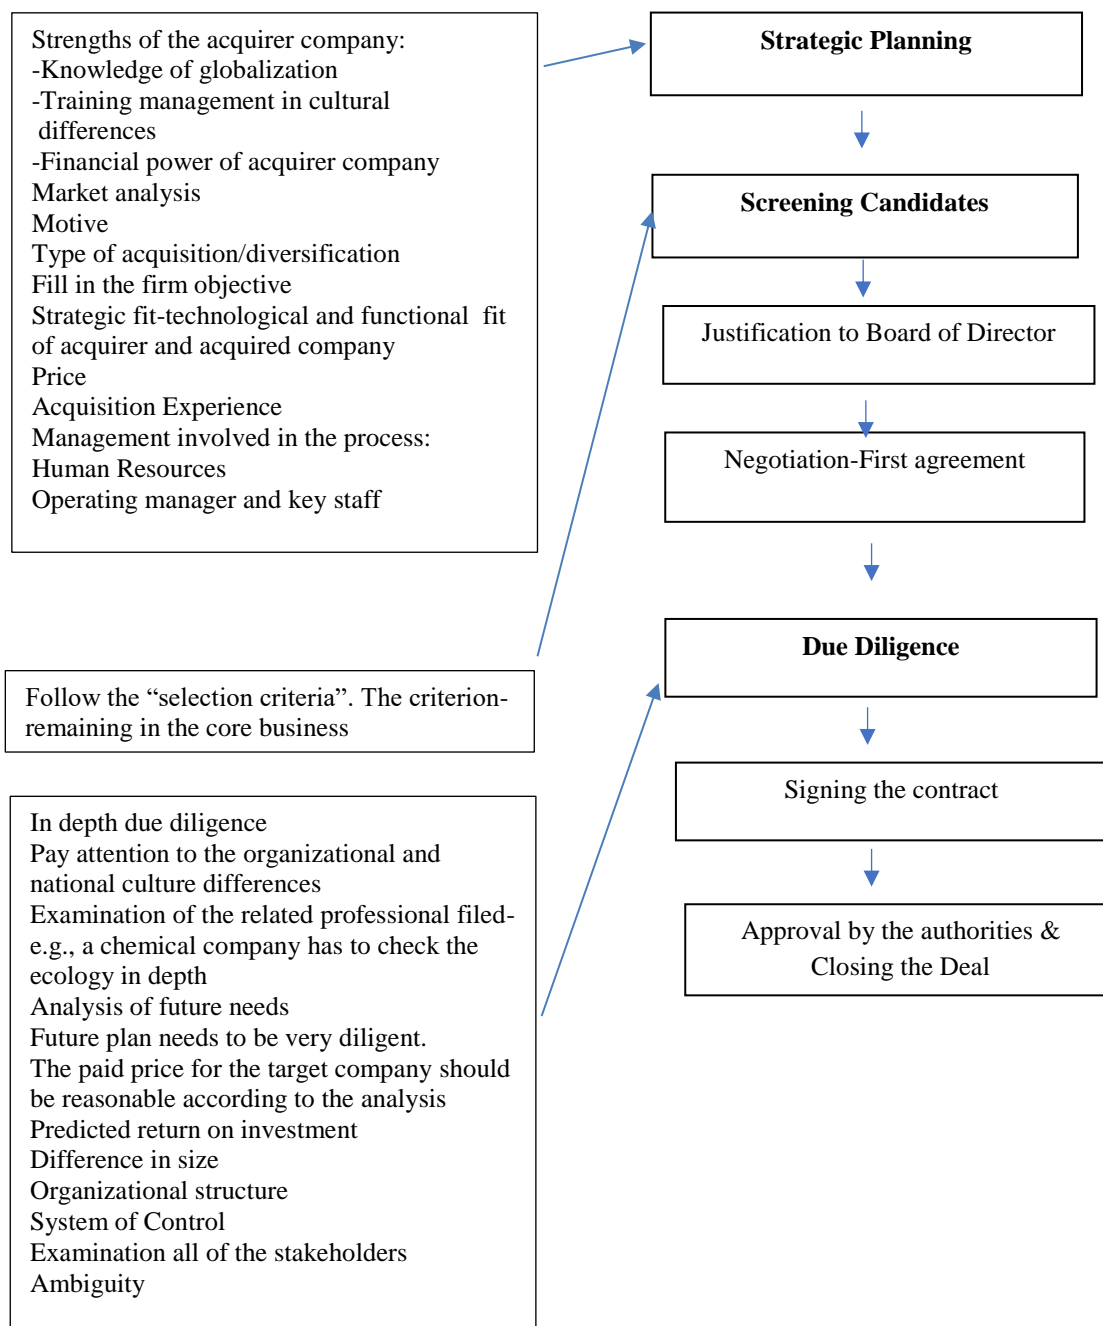 Strengths of the acquirer company:
-Knowledge of globalization
-Training management in cultural
differences
-Financial power of acquirer company
Market analysis
Motive
Type of acquisition/diversification
Fill in the firm objective
Strategic fit-technological and functional fit
of acquirer and acquired company
Price
Acquisition Experience
Management involved in the process:
Human Resources
Operating manager and key staff
Strategic Planning
Screening Candidates
Justification to Board of Director
Negotiation-First agreement
Follow the “selection criteria”. The criterion-
remaining in the core business
Due Diligence
In depth due diligence
Pay attention to the organizational and
national culture differences
Examination of the related professional filed-
e.g., a chemical company has to check the
ecology in depth
Analysis of future needs
Future plan needs to be very diligent.
The paid price for the target company should
be reasonable according to the analysis
Predicted return on investment
Difference in size
Organizational structure
System of Control
Examination all of the stakeholders
Ambiguity
Signing the contract
Approval by the authorities &
Closing the Deal